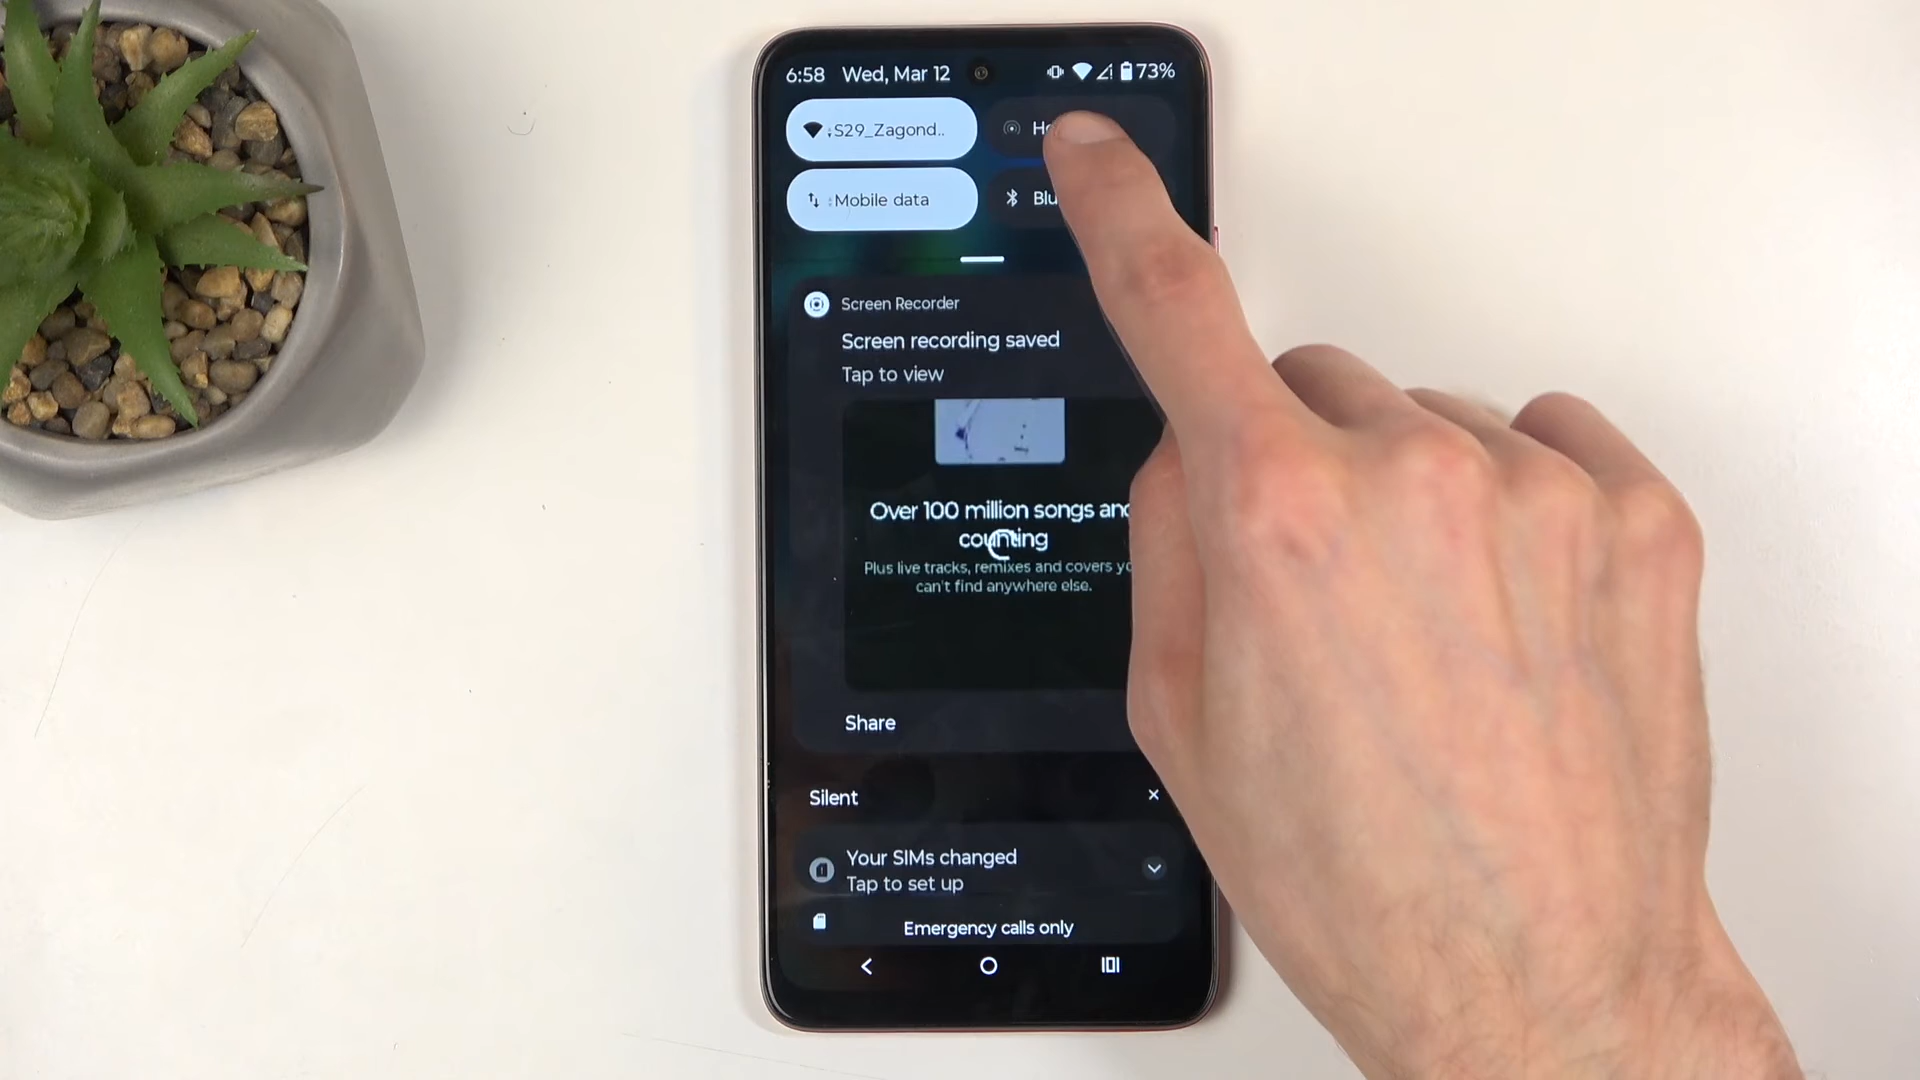 6:58 Wed, Mar 12 73%
S29_Zagond..
Mobile data
Screen Recorder
Screen recording saved
Tap to view
Over 100 million songs and
counting
Plus live tracks, remixes and covers
can't find anywhere else.
Share
Silent
Your SIMs changed
Tap to set up
Emergency calls only